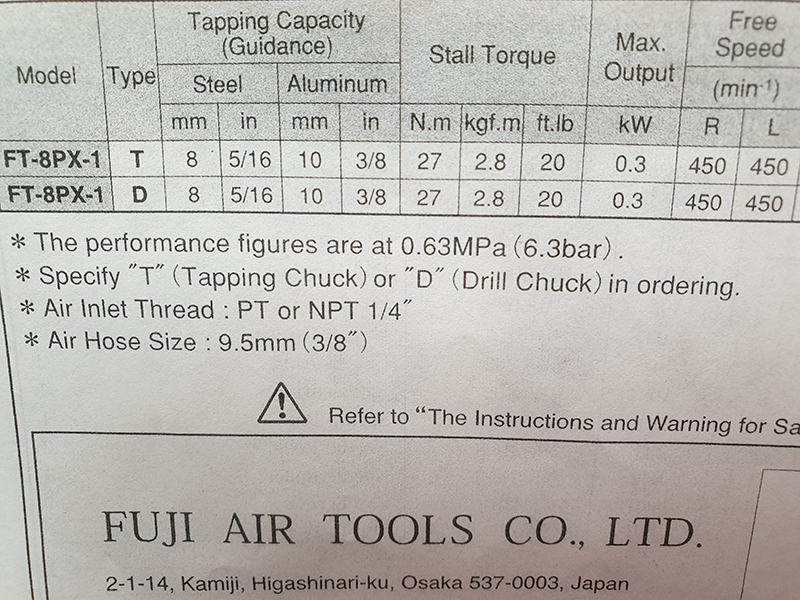 Model Type Tapping Capacity (Guidance) Stall Torque Max. Output Free Speed
Steel Aluminum (min⁻¹)
mm in mm in N.m kgf.m ft.lb kW R L
FT-8PX-1 T 8 5/16 10 3/8 27 2.8 20 0.3 450 450
FT-8PX-1 D 8 5/16 10 3/8 27 2.8 20 0.3 450 450
* The performance figures are at 0.63MPa (6.3bar).
* Specify "T" (Tapping Chuck) or "D" (Drill Chuck) in ordering.
* Air Inlet Thread : PT or NPT 1/4"
* Air Hose Size : 9.5mm (3/8")
Refer to "The Instructions and Warning for Sa
FUJI AIR TOOLS CO., LTD.
2-1-14, Kamiji, Higashinari-ku, Osaka 537-0003, Japan